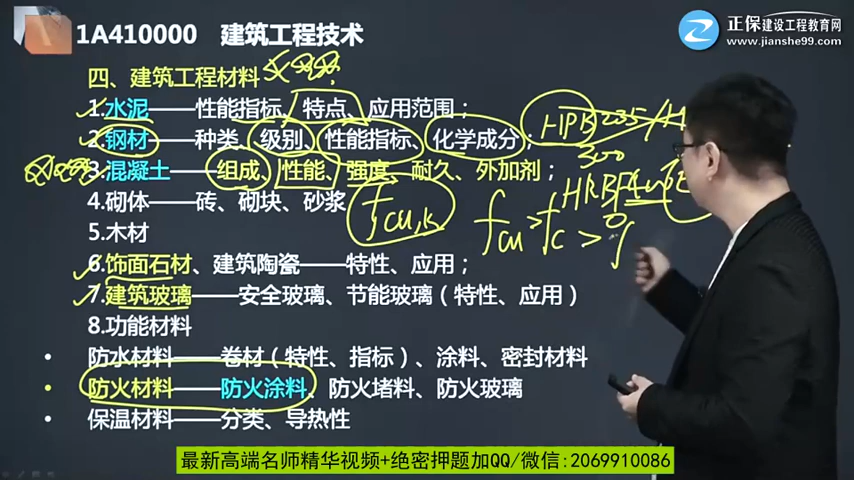 1A410000 建筑工程技术
正保建设工程教育网
www.jianshe99.com
四、建筑工程材料
1.水泥——性能指标、特点、应用范围；
HPB 235
2.钢材——种类、级别、性能指标、化学成分；
300
3.混凝土——组成、性能、强度、耐久、外加剂；
HRBF
4.砌体——砖、砌块、砂浆
fcu,k
fcu>fc>
5.木材
6.饰面石材、建筑陶瓷——特性、应用；
7.建筑玻璃——安全玻璃、节能玻璃（特性、应用）
8.功能材料
• 防水材料——卷材（特性、指标）、涂料、密封材料
• 防火材料——防火涂料、防火堵料、防火玻璃
• 保温材料——分类、导热性
最新高端名师精华视频+绝密押题加QQ/微信:2069910086